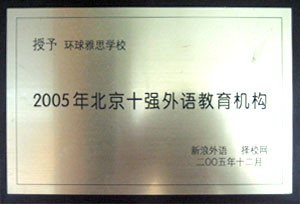 授予 环球雅思学校
2005年北京十强外语教育机构
新浪外语 择校网
二〇〇五年十二月